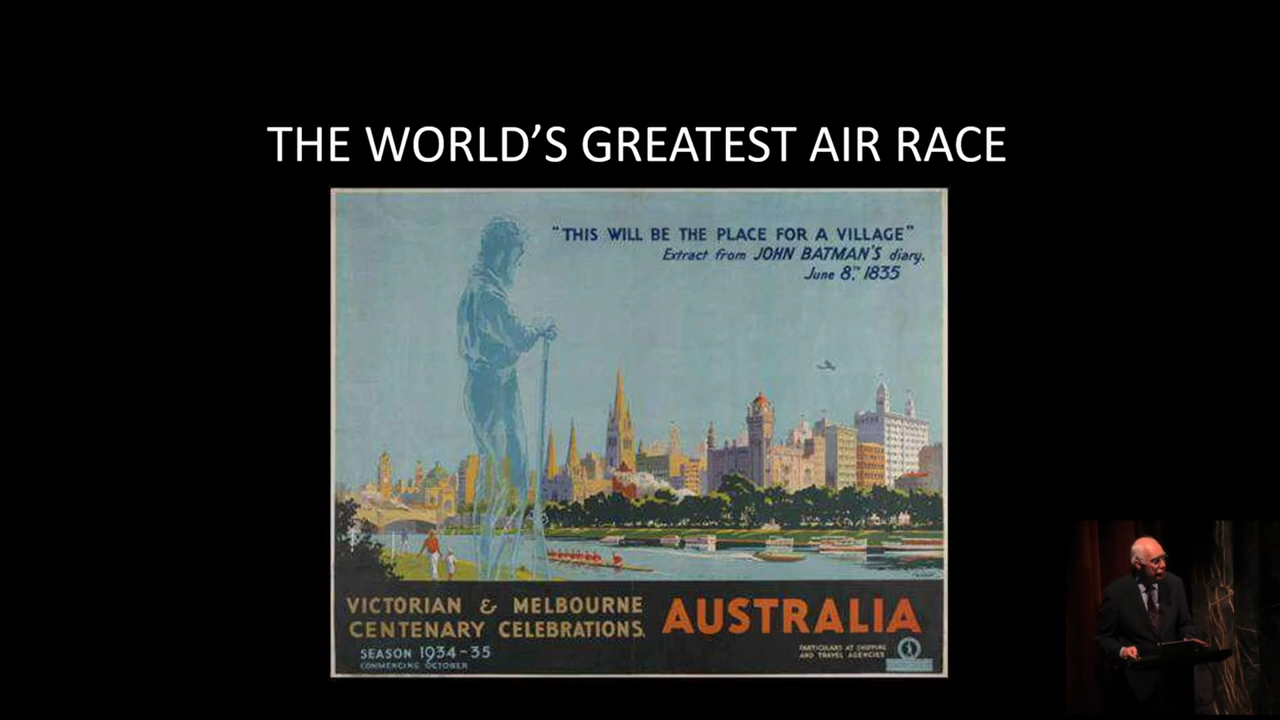 THE WORLD'S GREATEST AIR RACE
"THIS WILL BE THE PLACE FOR A VILLAGE"
Extract from JOHN BATMAN'S diary.
June 8TH 1835
VICTORIAN & MELBOURNE
CENTENARY CELEBRATIONS.
AUSTRALIA
SEASON 1934-35
COMMENCING OCTOBER
PARTICULARS AT SHIPPING
AND TRAVEL AGENCIES